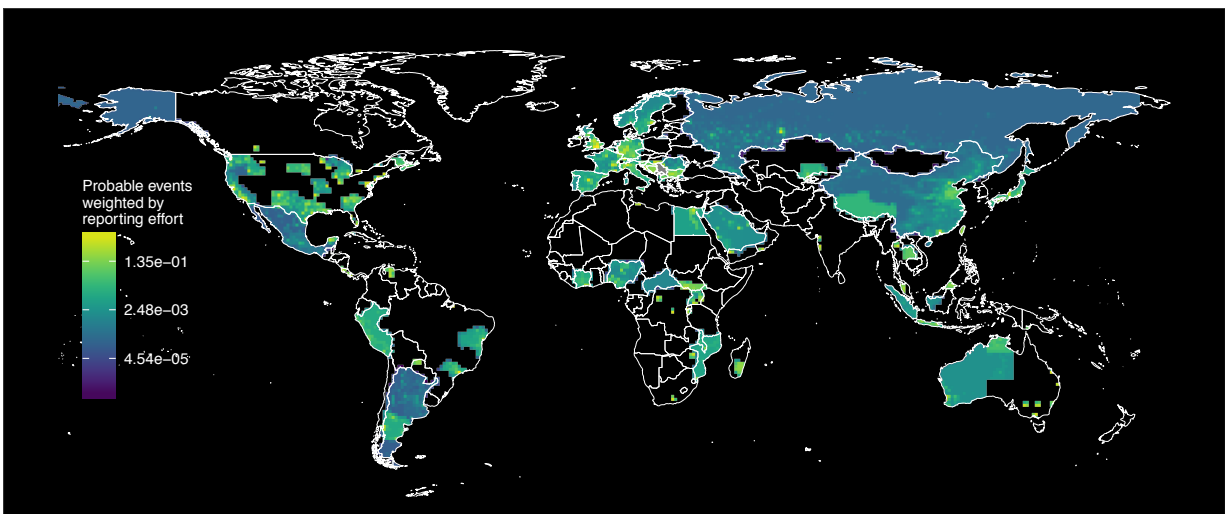 Probable events
weighted by
reporting effort
1.35e−01
2.48e−03
4.54e−05